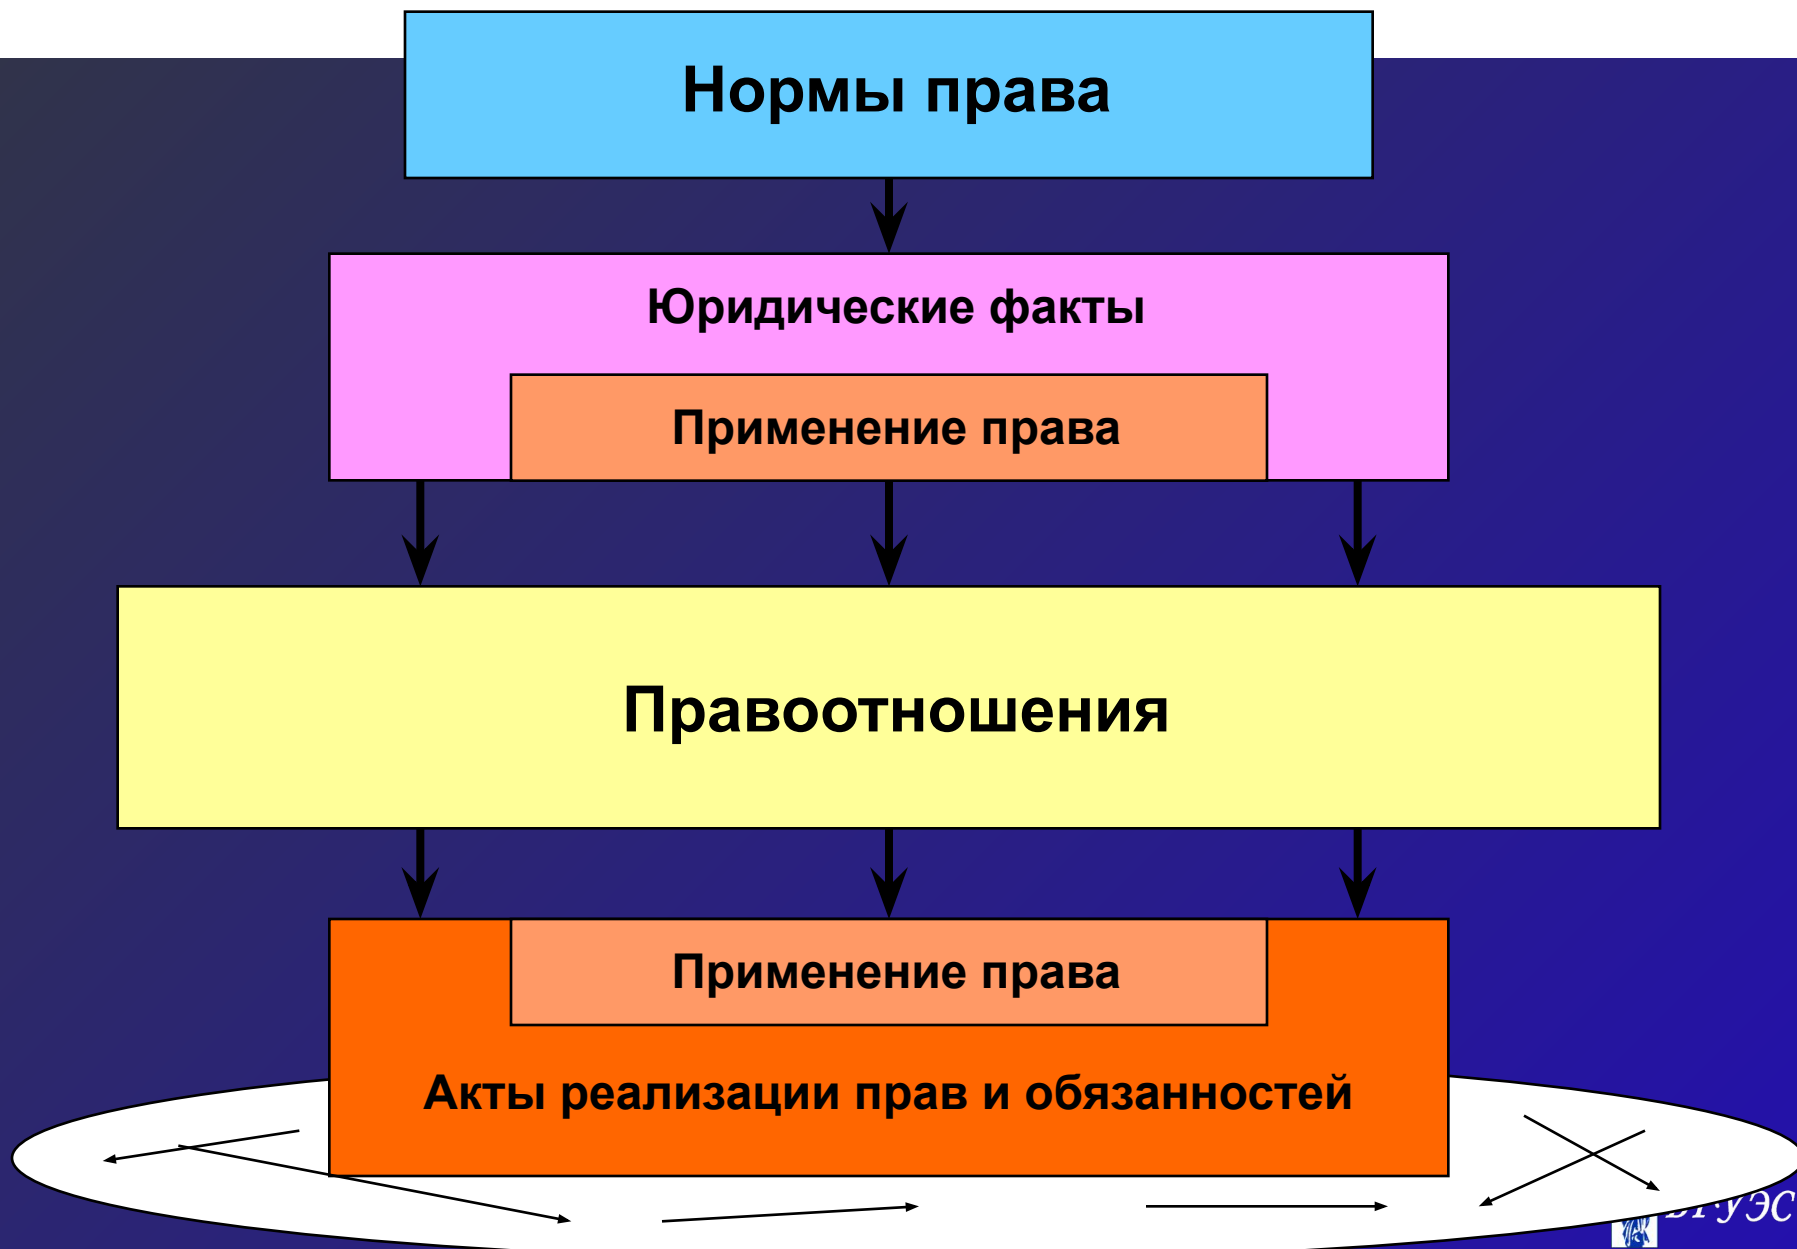 Нормы права
Юридические факты
Применение права
Правоотношения
Применение права
Акты реализации прав и обязанностей